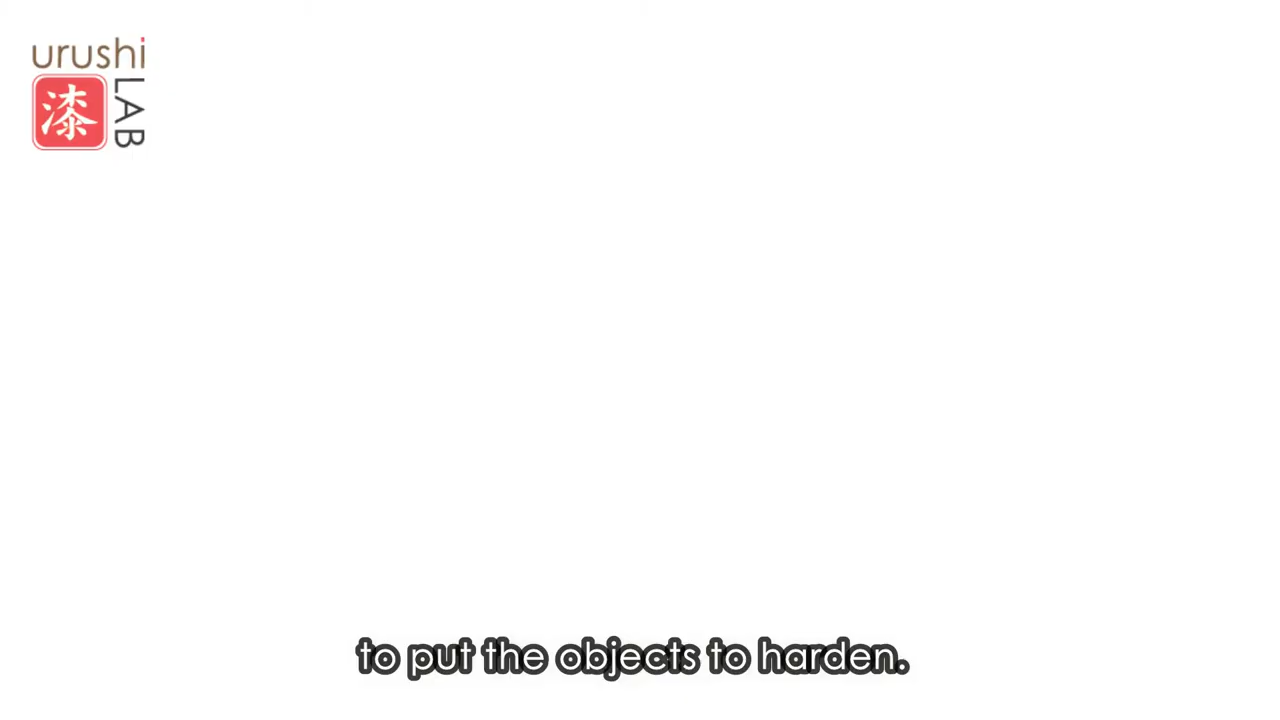 urushi
漆
LAB
to put the objects to harden.